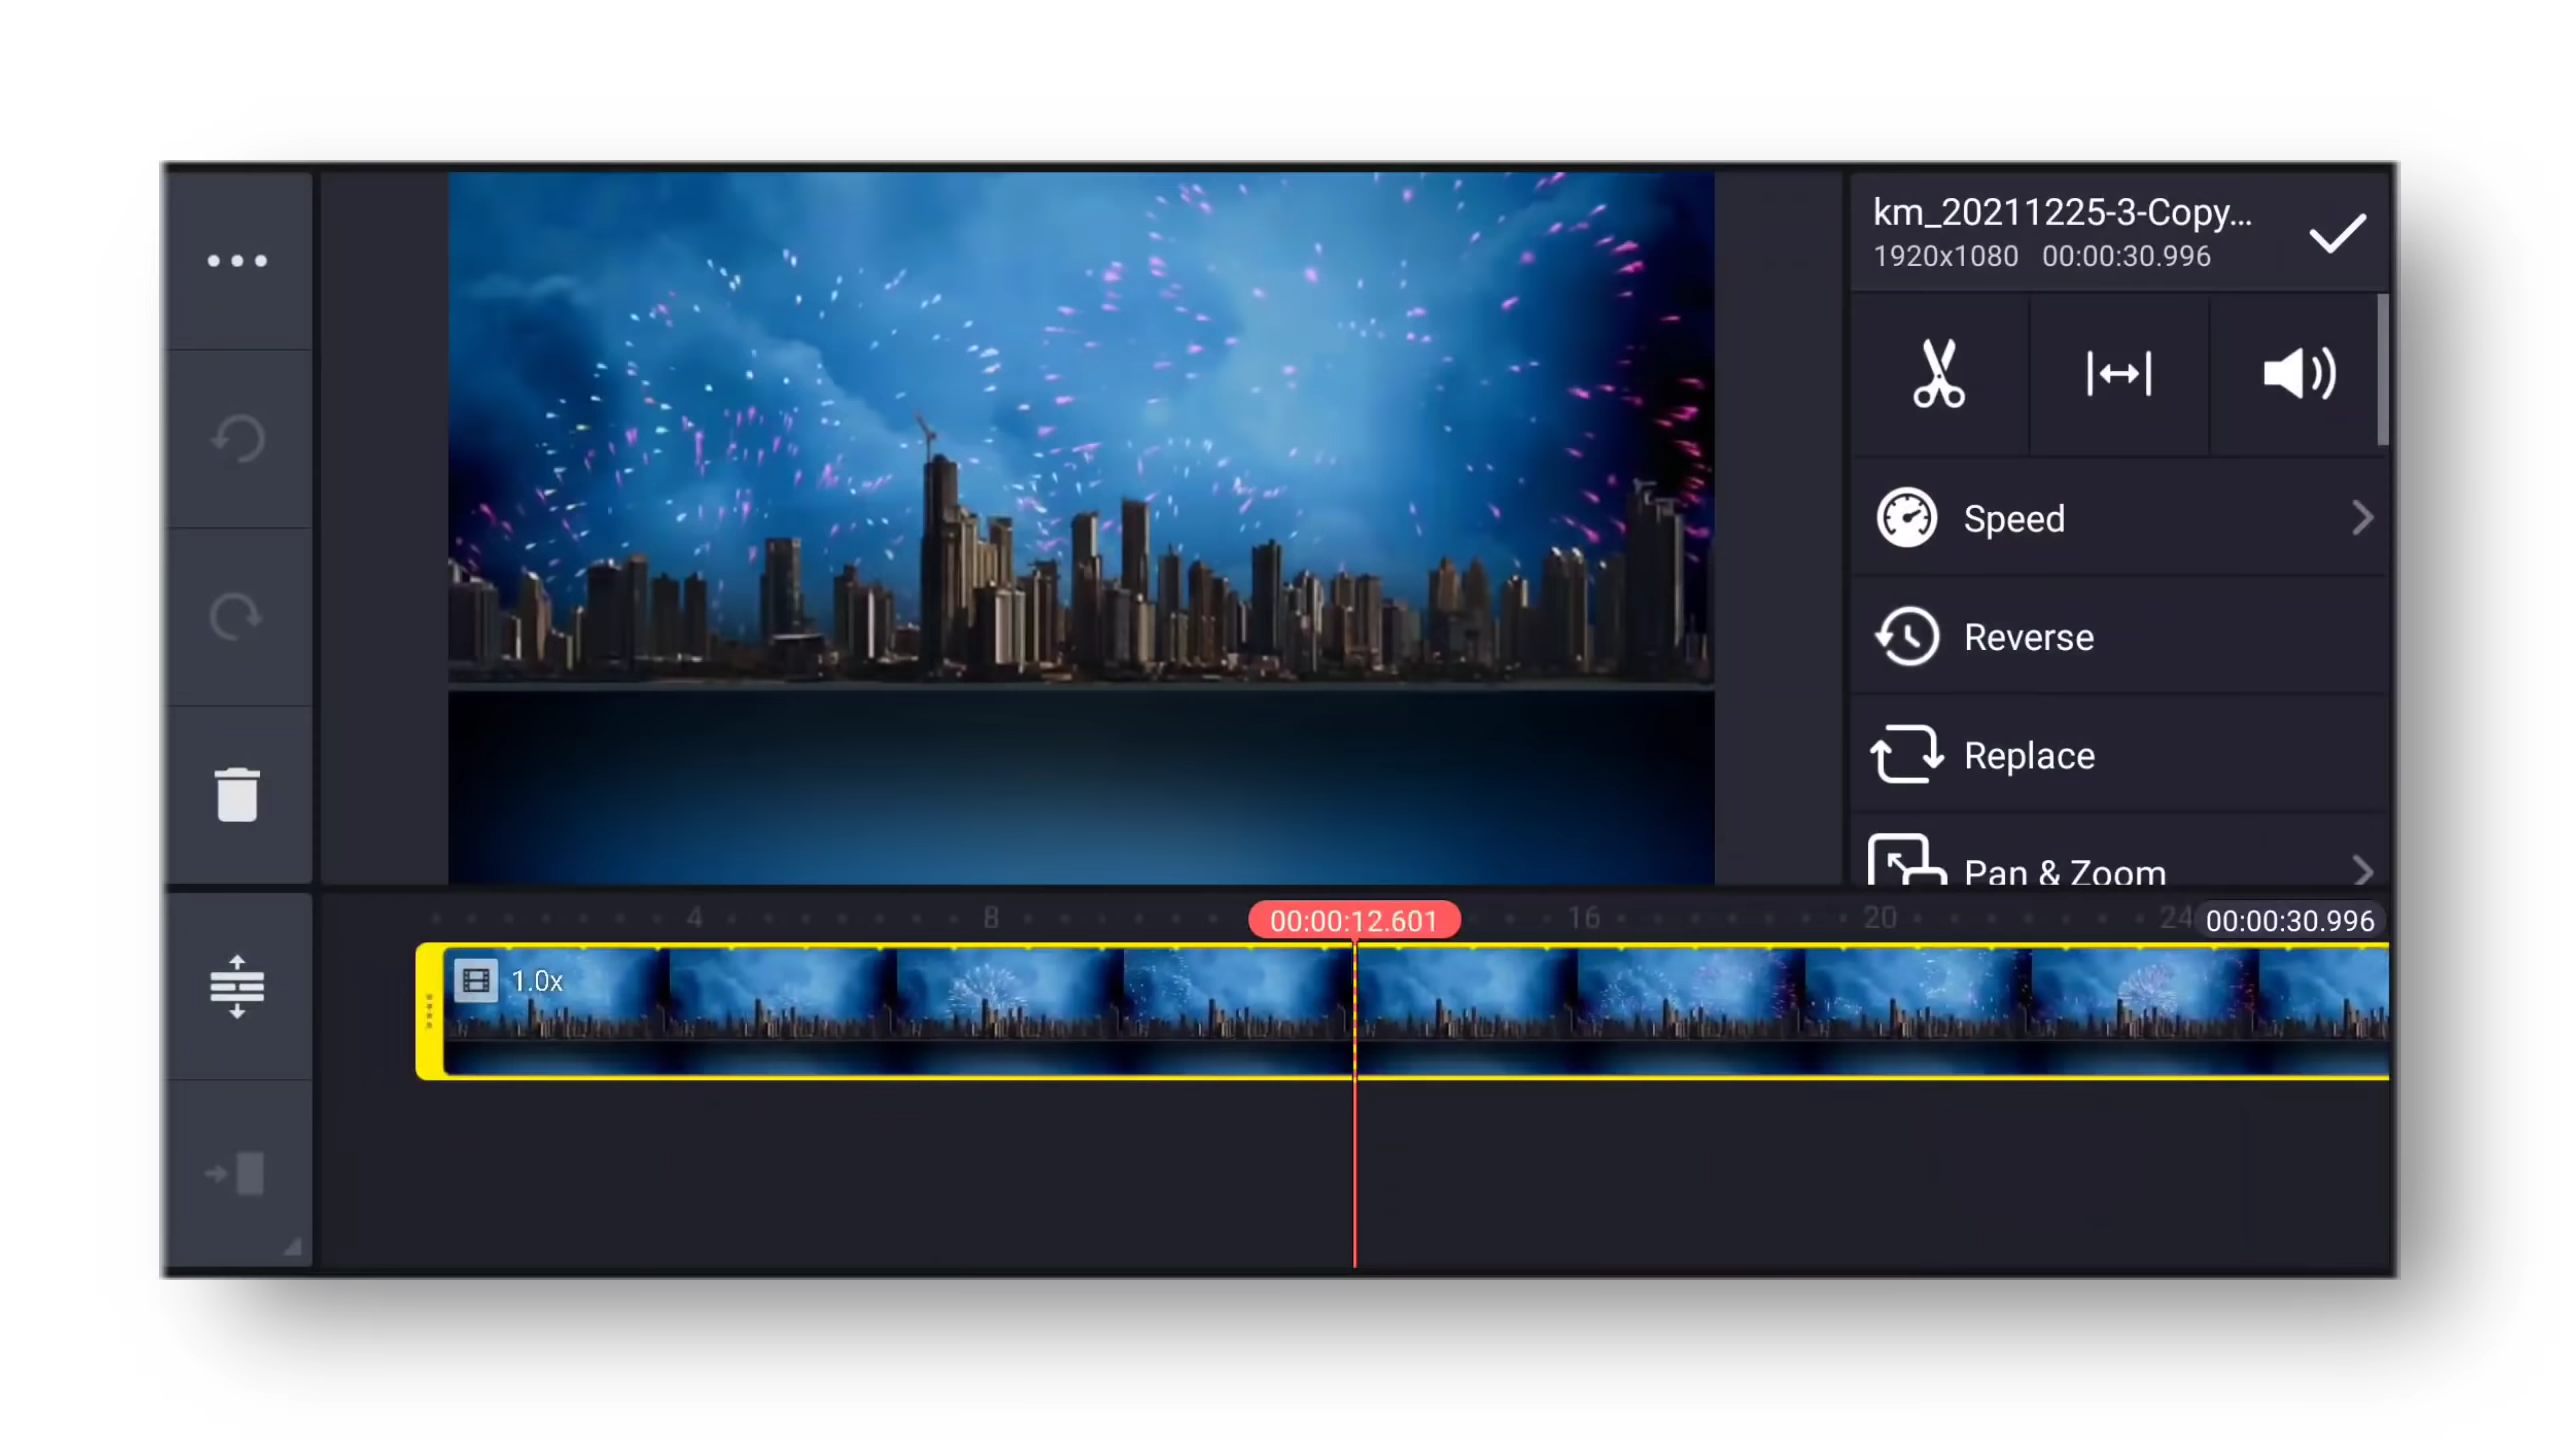 km_20211225-3-Copy...
1920x1080 00:00:30.996
Speed
Reverse
Replace
Pan & Zoom
4 8 00:00:12.601 16 20 24 00:00:30.996
1.0x